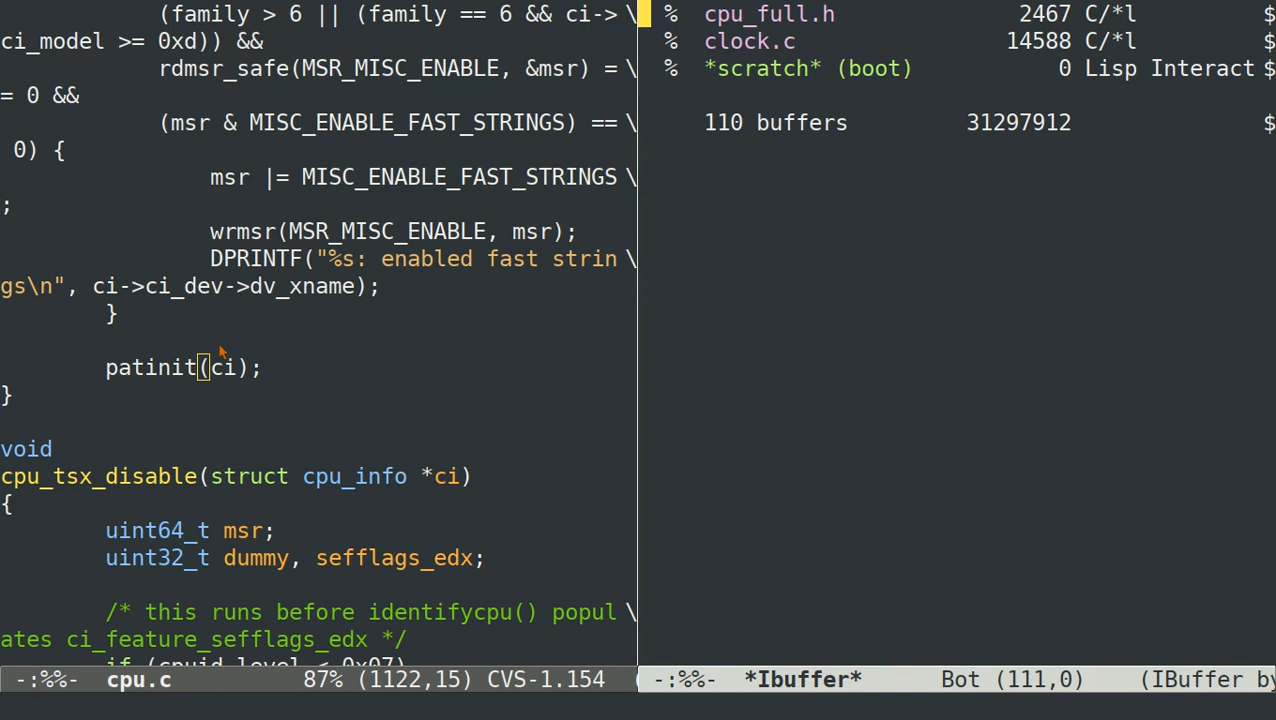 (family > 6 || (family == 6 && ci-> \
ci_model >= 0xd)) &&
rdmsr_safe(MSR_MISC_ENABLE, &msr) = \
= 0 &&
(msr & MISC_ENABLE_FAST_STRINGS) == \
0) {
msr |= MISC_ENABLE_FAST_STRINGS \
;
wrmsr(MSR_MISC_ENABLE, msr);
DPRINTF("%s: enabled fast strin \
gs\n", ci->ci_dev->dv_xname);
}
patinit(ci);
}
void
cpu_tsx_disable(struct cpu_info *ci)
{
uint64_t msr;
uint32_t dummy, sefflags_edx;
/* this runs before identifycpu() popul \
ates ci_feature_sefflags_edx */
if (cpuid_level < 0x07)
-:%%- cpu.c 87% (1122,15) CVS-1.154 (
% cpu_full.h 2467 C/*l $
% clock.c 14588 C/*l $
% *scratch* (boot) 0 Lisp Interact $
110 buffers 31297912 $
-:%%- *Ibuffer* Bot (111,0) (IBuffer by